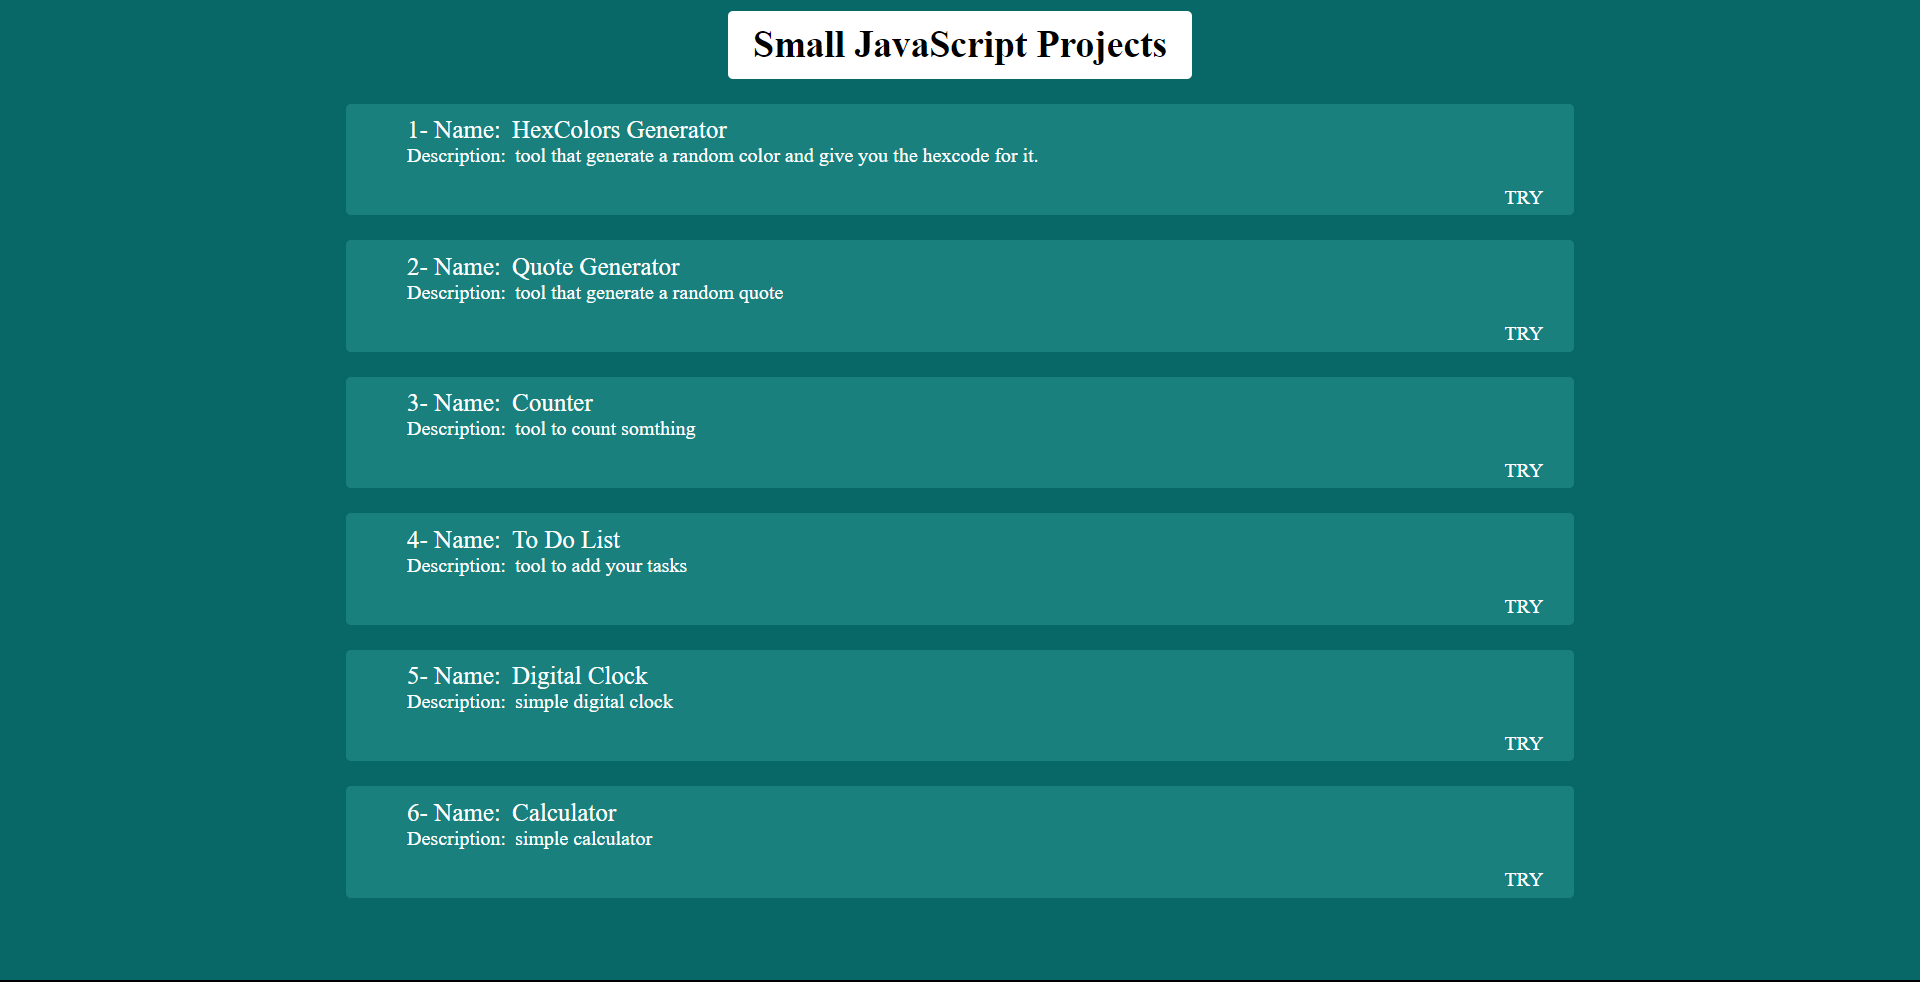 Small JavaScript Projects
1- Name: HexColors Generator
Description: tool that generate a random color and give you the hexcode for it.
TRY
2- Name: Quote Generator
Description: tool that generate a random quote
TRY
3- Name: Counter
Description: tool to count somthing
TRY
4- Name: To Do List
Description: tool to add your tasks
TRY
5- Name: Digital Clock
Description: simple digital clock
TRY
6- Name: Calculator
Description: simple calculator
TRY